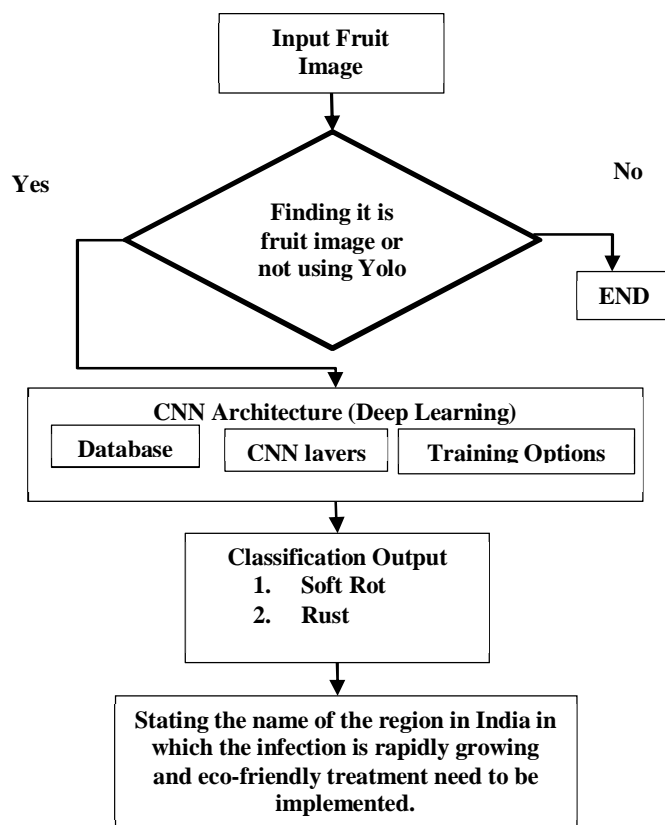 Input Fruit
Image
Yes
No
Finding it is
fruit image or
not using Yolo
END
CNN Architecture (Deep Learning)
Database
CNN layers
Training Options
Classification Output
1. Soft Rot
2. Rust
Stating the name of the region in India in
which the infection is rapidly growing
and eco-friendly treatment need to be
implemented.